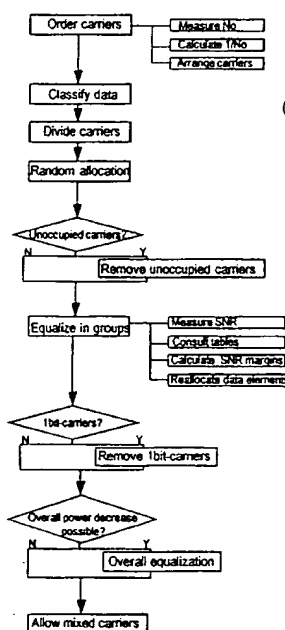 Order carriers
Measure No
Calculate 1/No
Arrange carriers
Classify data
Divide carriers
Random allocation
Unoccupied carriers?
N Y
Remove unoccupied carriers
Equalize in groups
Measure SNR
Consult tables
Calculate SNR margins
Reallocate data elements
1bit-carriers?
N Y
Remove 1bit-carriers
Overall power decrease
possible?
N Y
Overall equalization
Allow mixed carriers